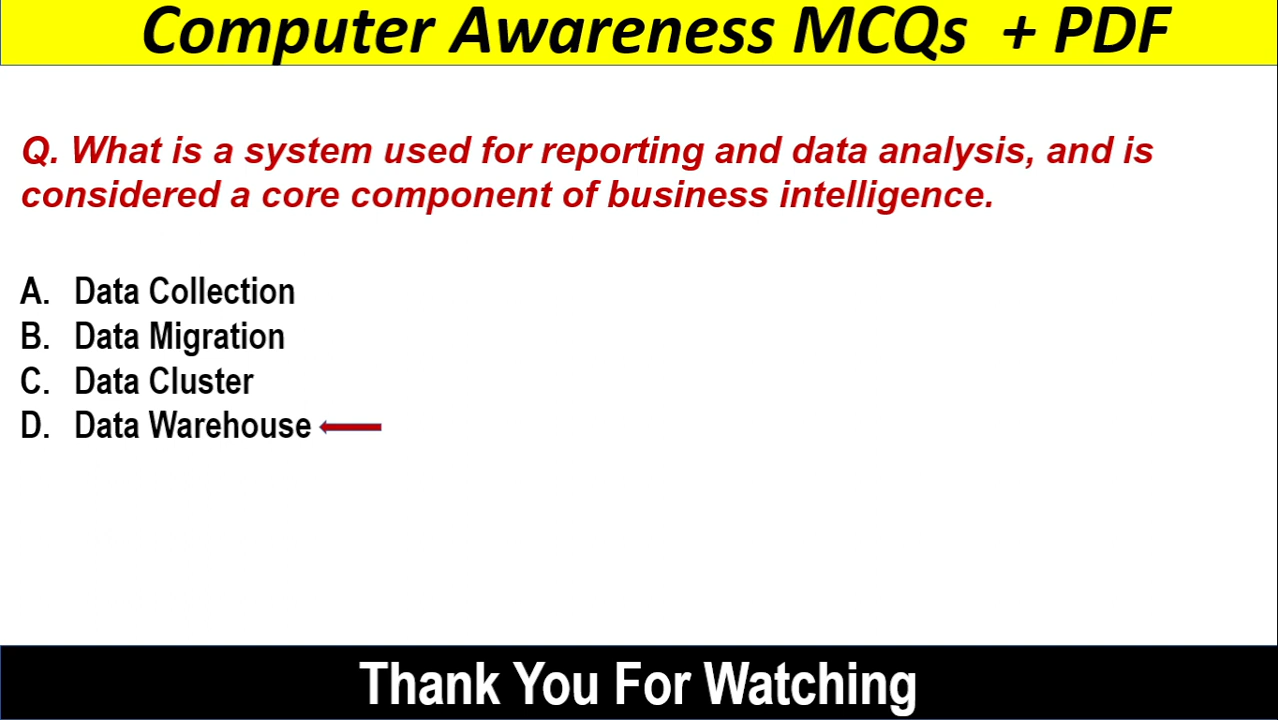 Computer Awareness MCQs + PDF
Q. What is a system used for reporting and data analysis, and is
considered a core component of business intelligence.
A. Data Collection
B. Data Migration
C. Data Cluster
D. Data Warehouse
Thank You For Watching